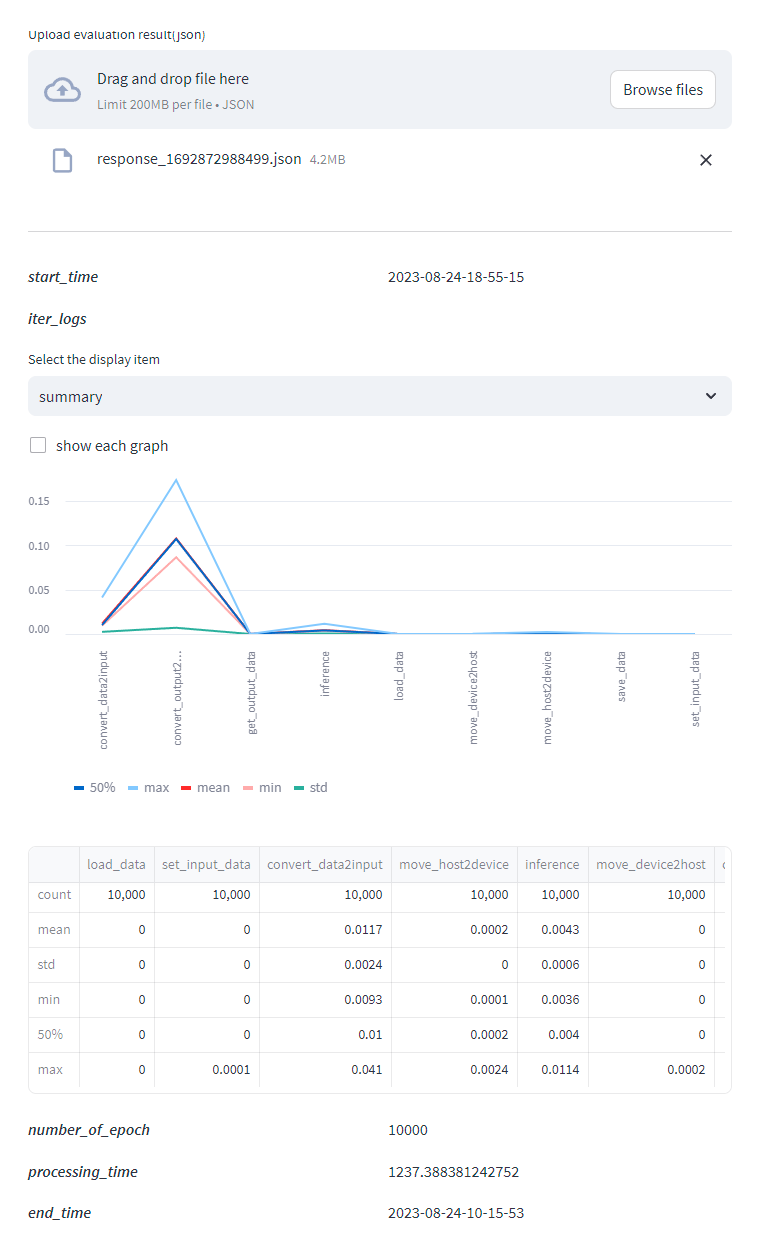 Upload evaluation result(json)
Drag and drop file here
Limit 200MB per file • JSON
Browse files
response_1692872988499.json 4.2MB
start_time 2023-08-24-18-55-15
iter_logs
Select the display item
summary
show each graph
0.15
0.10
0.05
0.00
convert_data2input
convert_output2...
get_output_data
inference
load_data
move_device2host
move_host2device
save_data
set_input_data
50% max mean min std
load_data set_input_data convert_data2input move_host2device inference move_device2host
count 10,000 10,000 10,000 10,000 10,000 10,000
mean 0 0 0.0117 0.0002 0.0043 0
std 0 0 0.0024 0 0.0006 0
min 0 0 0.0093 0.0001 0.0036 0
50% 0 0 0.01 0.0002 0.004 0
max 0 0.0001 0.041 0.0024 0.0114 0.0002
number_of_epoch 10000
processing_time 1237.388381242752
end_time 2023-08-24-10-15-53